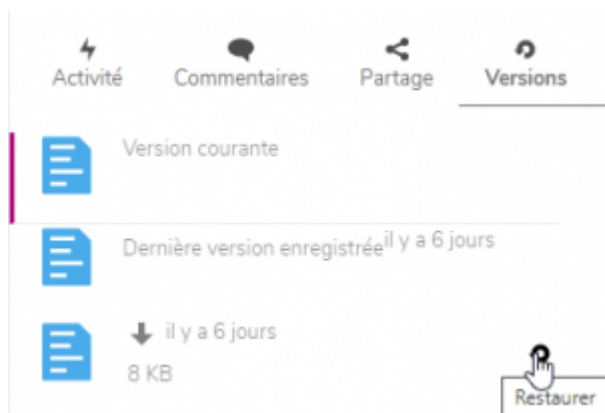 Activité Commentaires Partage Versions
Version courante
Dernière version enregistrée il y a 6 jours
il y a 6 jours
8 KB
Restaurer